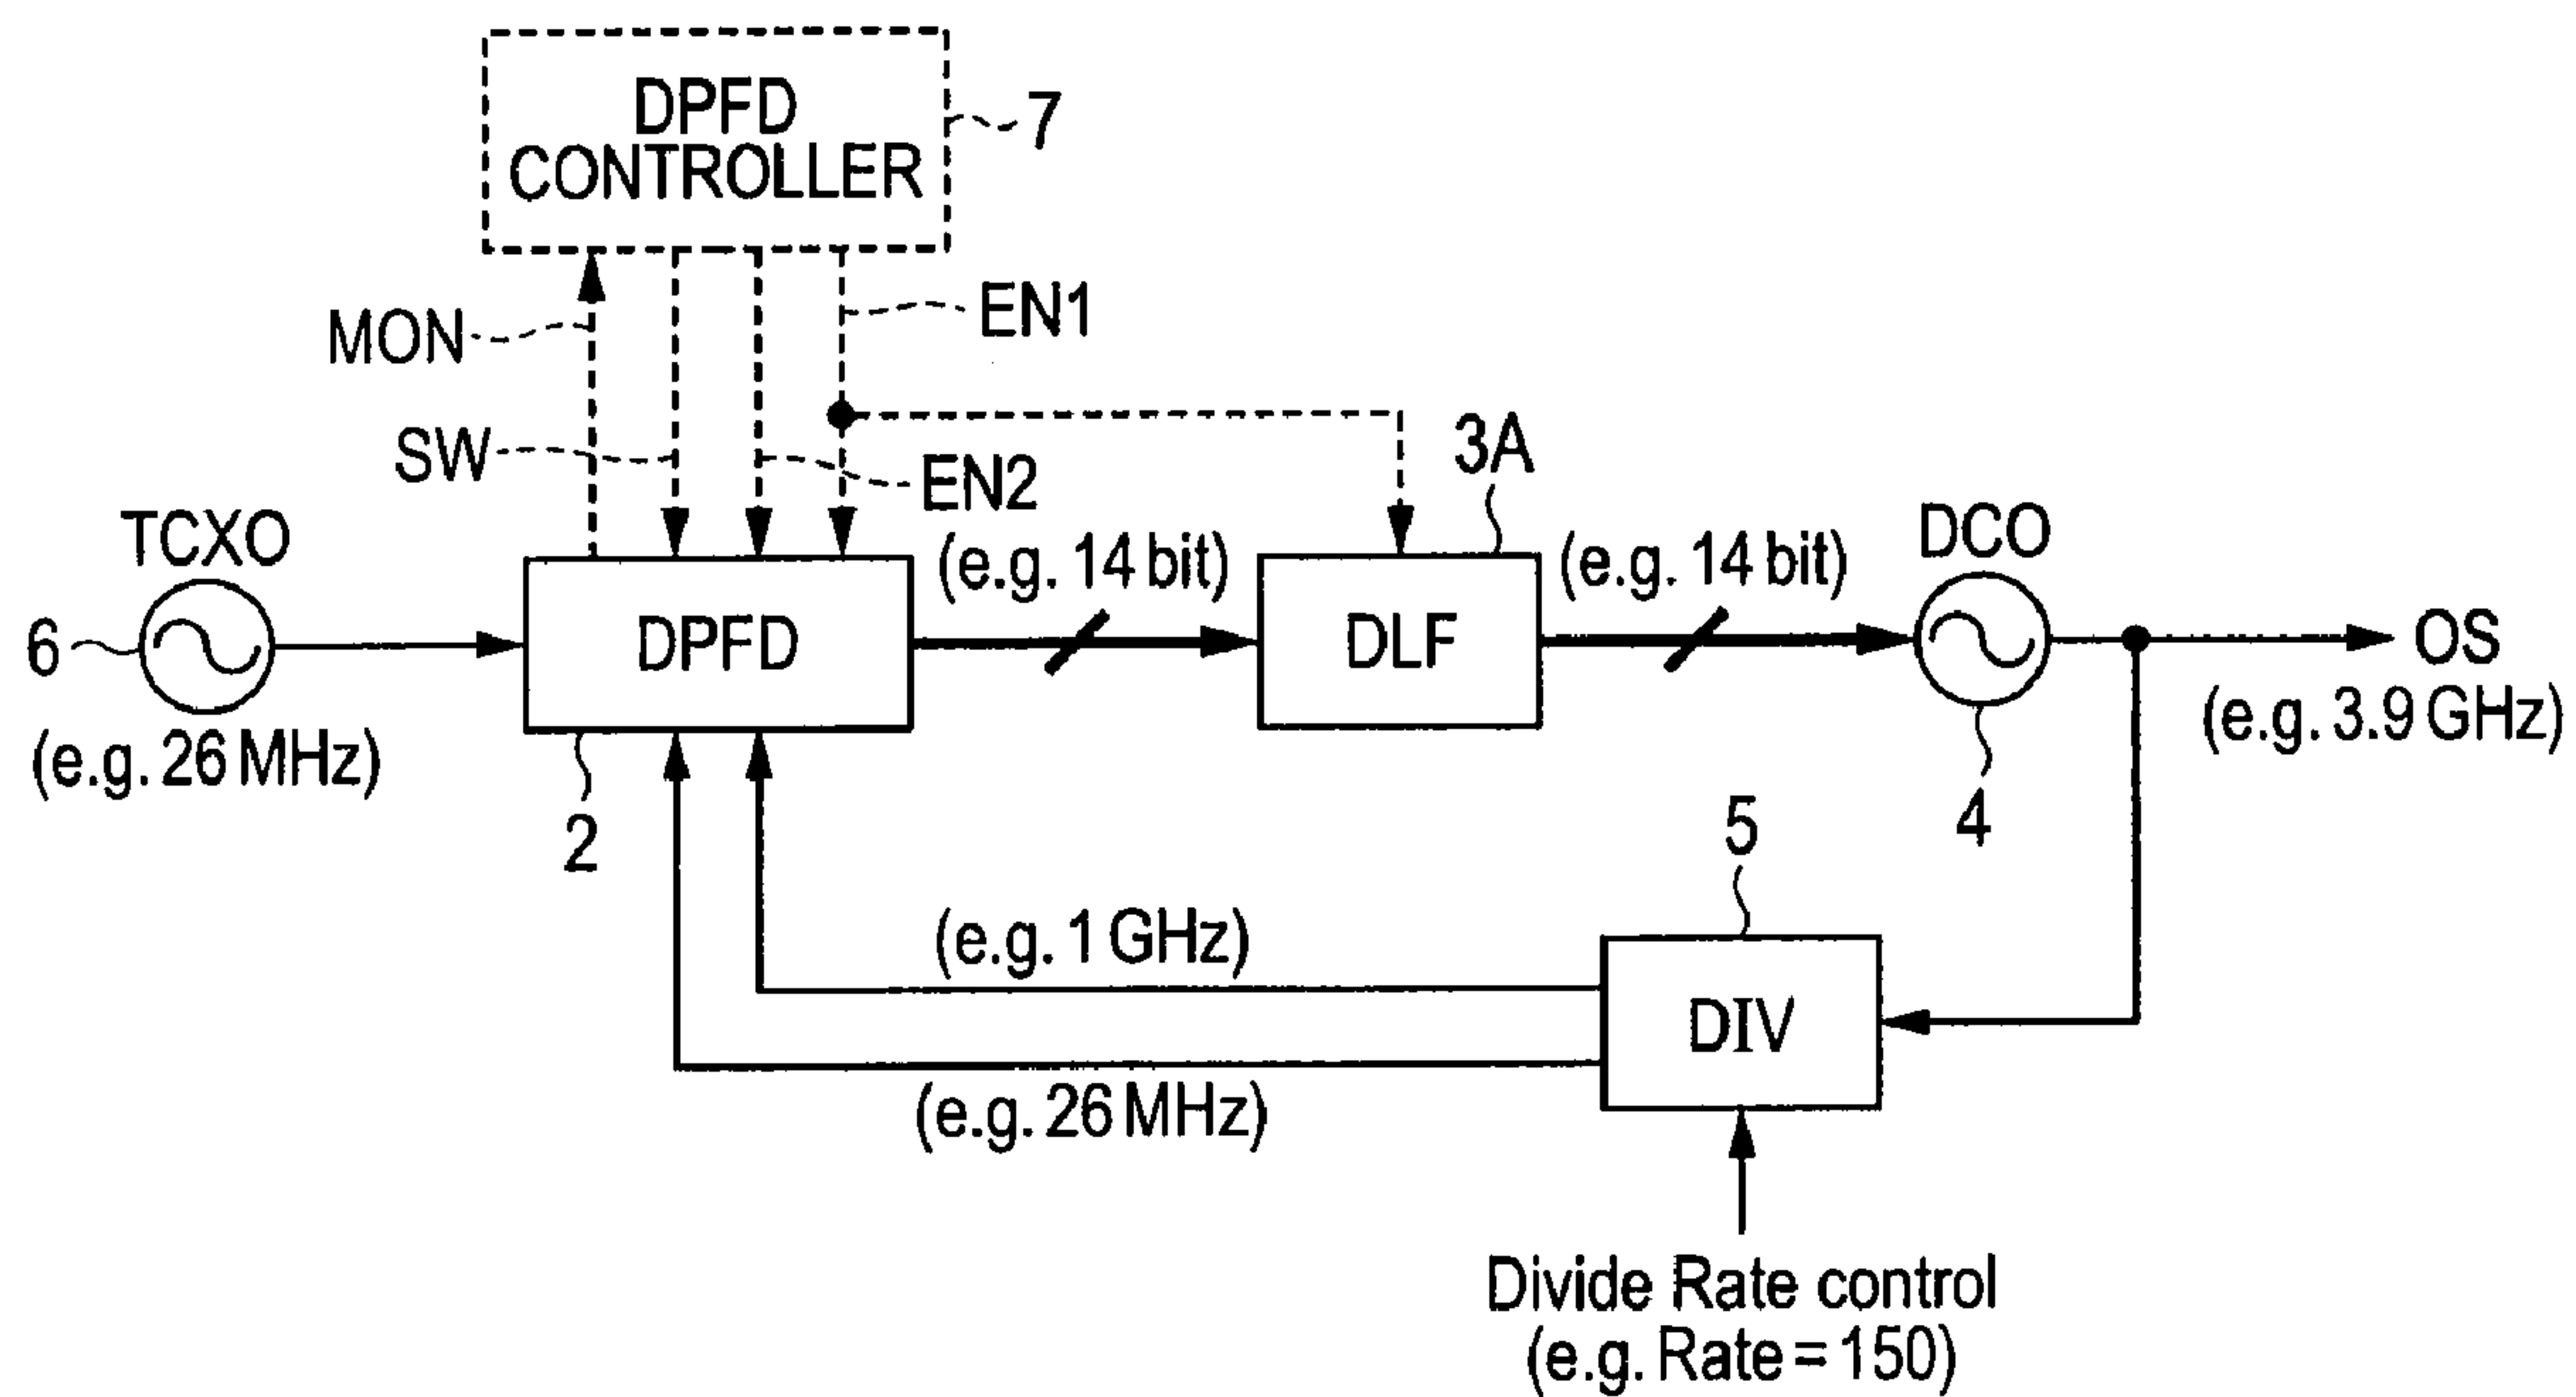 DPFD
CONTROLLER
7
MON
EN1
SW
EN2
3A
TCXO
(e.g. 14 bit)
(e.g. 14 bit)
DCO
6
DPFD
DLF
OS
(e.g. 26 MHz)
(e.g. 3.9 GHz)
2
4
5
(e.g. 1 GHz)
DIV
(e.g. 26 MHz)
Divide Rate control
(e.g. Rate = 150)